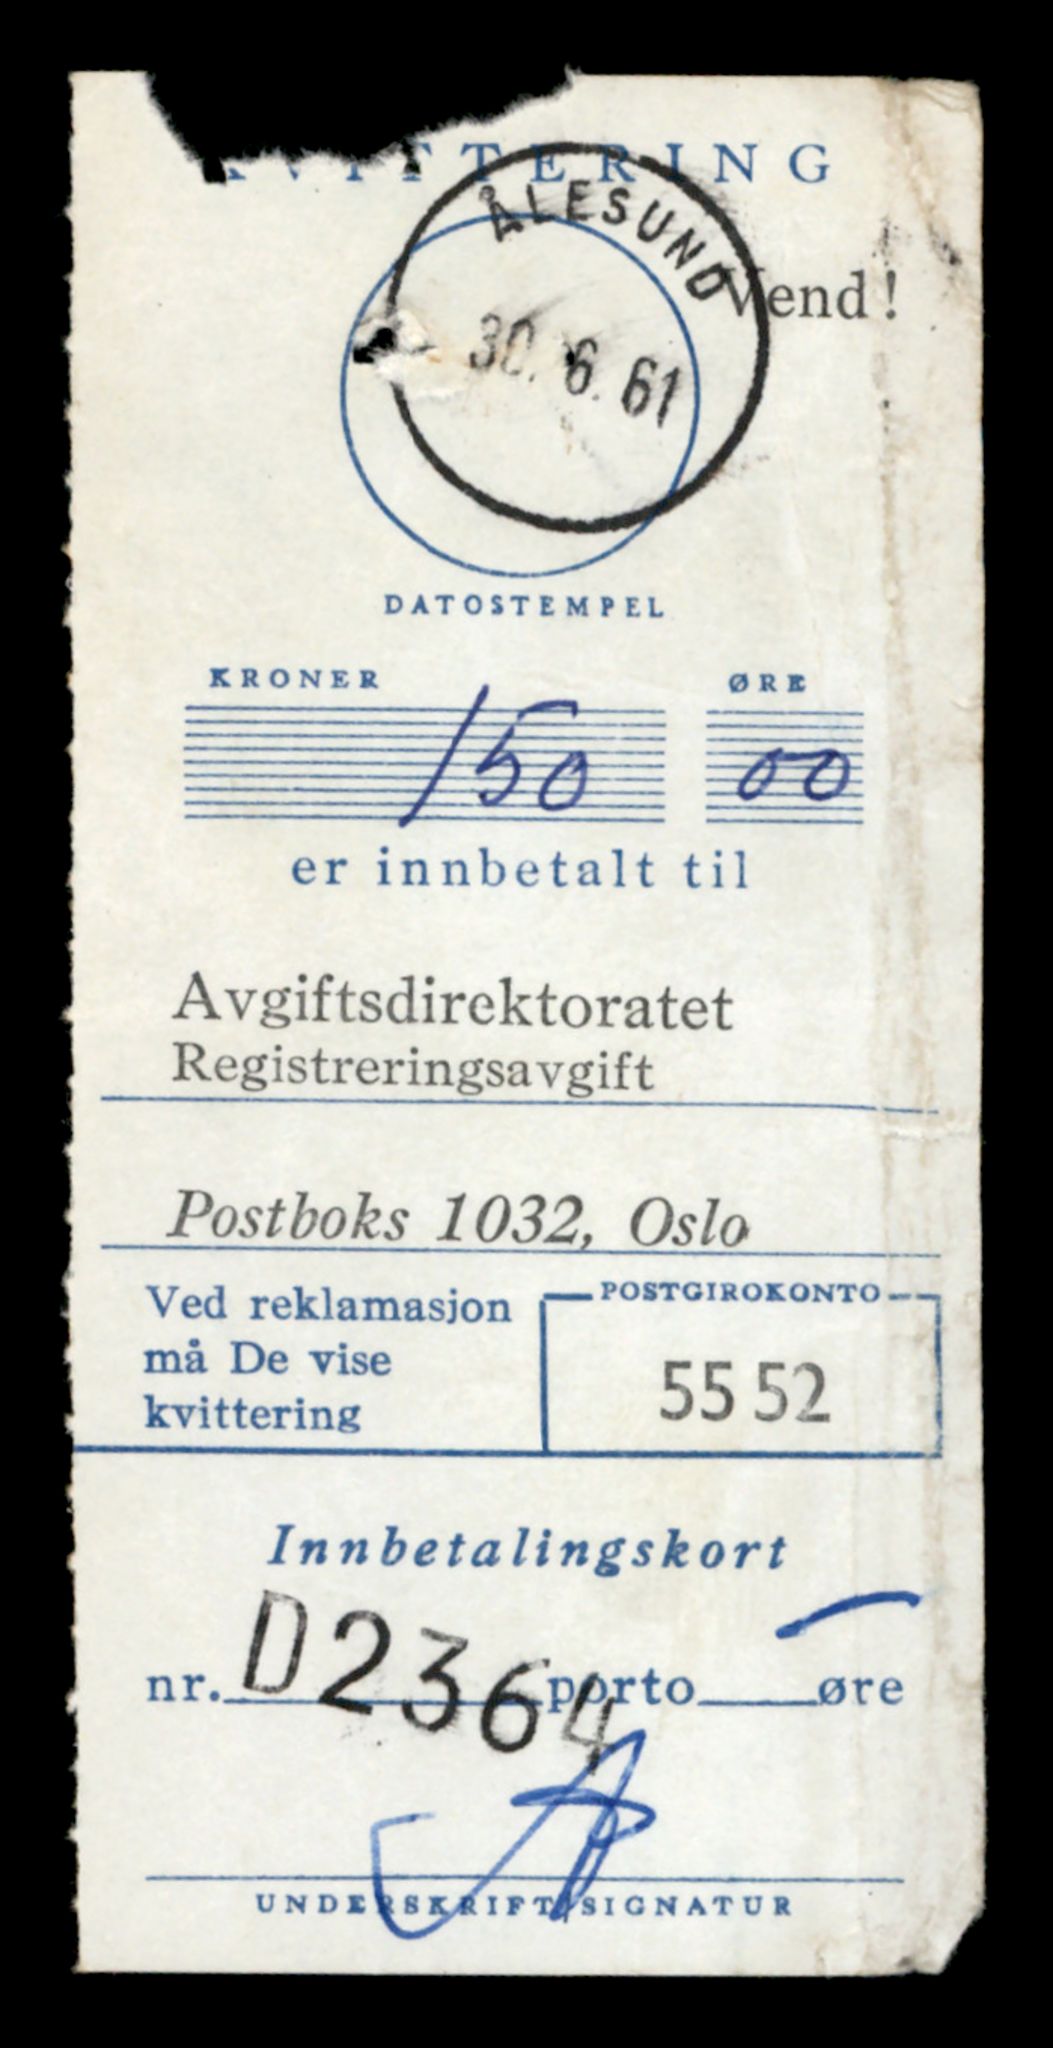 KVITTERING
ÅLESUND
Vend!
30. 6. 61
DATOSTEMPEL
KRONER ØRE
150 00
er innbetalt til
Avgiftsdirektoratet
Registreringsavgift
Postboks 1032, Oslo
Ved reklamasjon
må De vise
kvittering
POSTGIROKONTO
55 52
Innbetalingskort
nr. D2364 porto øre
UNDERSKRIFT/SIGNATUR